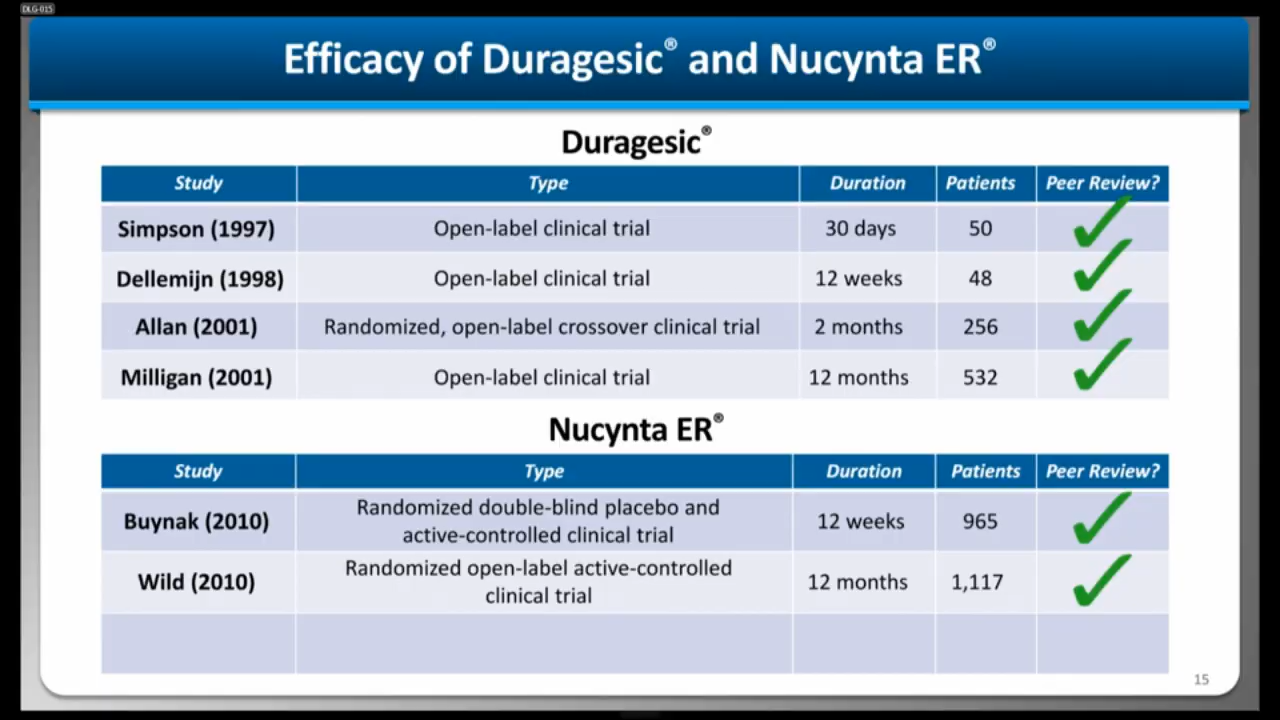 DLG-015
Efficacy of Duragesic® and Nucynta ER®
Duragesic®
Study Type Duration Patients Peer Review?
Simpson (1997) Open-label clinical trial 30 days 50
Dellemijn (1998) Open-label clinical trial 12 weeks 48
Allan (2001) Randomized, open-label crossover clinical trial 2 months 256
Milligan (2001) Open-label clinical trial 12 months 532
Nucynta ER®
Study Type Duration Patients Peer Review?
Buynak (2010) Randomized double-blind placebo and
active-controlled clinical trial 12 weeks 965
Wild (2010) Randomized open-label active-controlled
clinical trial 12 months 1,117
15